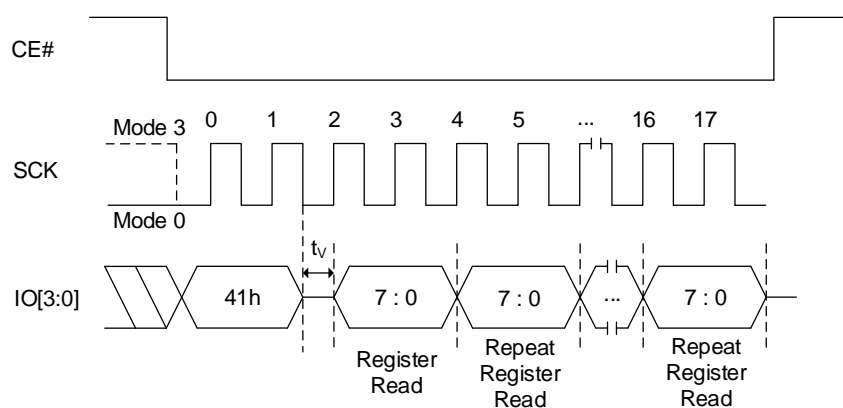 CE#
Mode 3
0 1 2 3 4 5 ... 16 17
SCK
Mode 0
tV
IO[3:0]
41h 7 : 0 7 : 0 ... 7 : 0
Register
Read
Repeat
Register
Read
Repeat
Register
Read